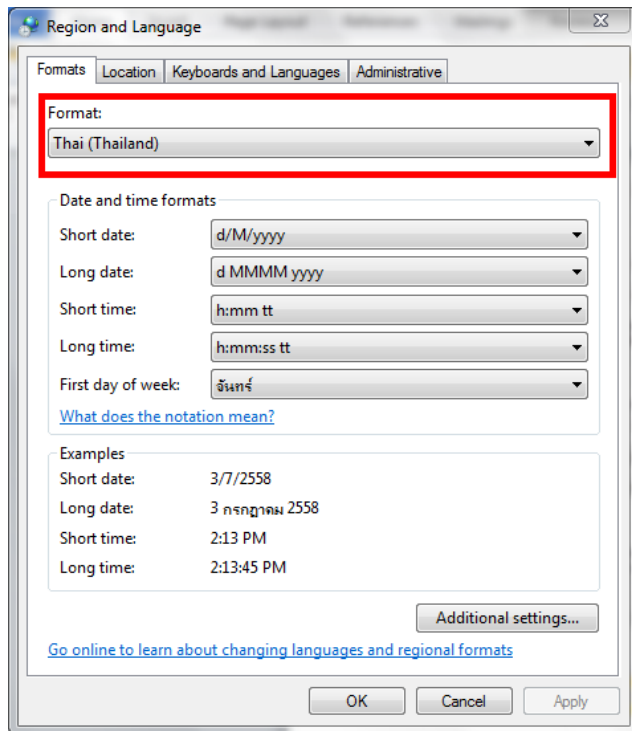 Region and Language
Formats Location Keyboards and Languages Administrative
Format:
Thai (Thailand)
Date and time formats
Short date: d/M/yyyy
Long date: d MMMM yyyy
Short time: h:mm tt
Long time: h:mm:ss tt
First day of week: จันทร์
What does the notation mean?
Examples
Short date: 3/7/2558
Long date: 3 กรกฎาคม 2558
Short time: 2:13 PM
Long time: 2:13:45 PM
Additional settings...
Go online to learn about changing languages and regional formats
OK Cancel Apply